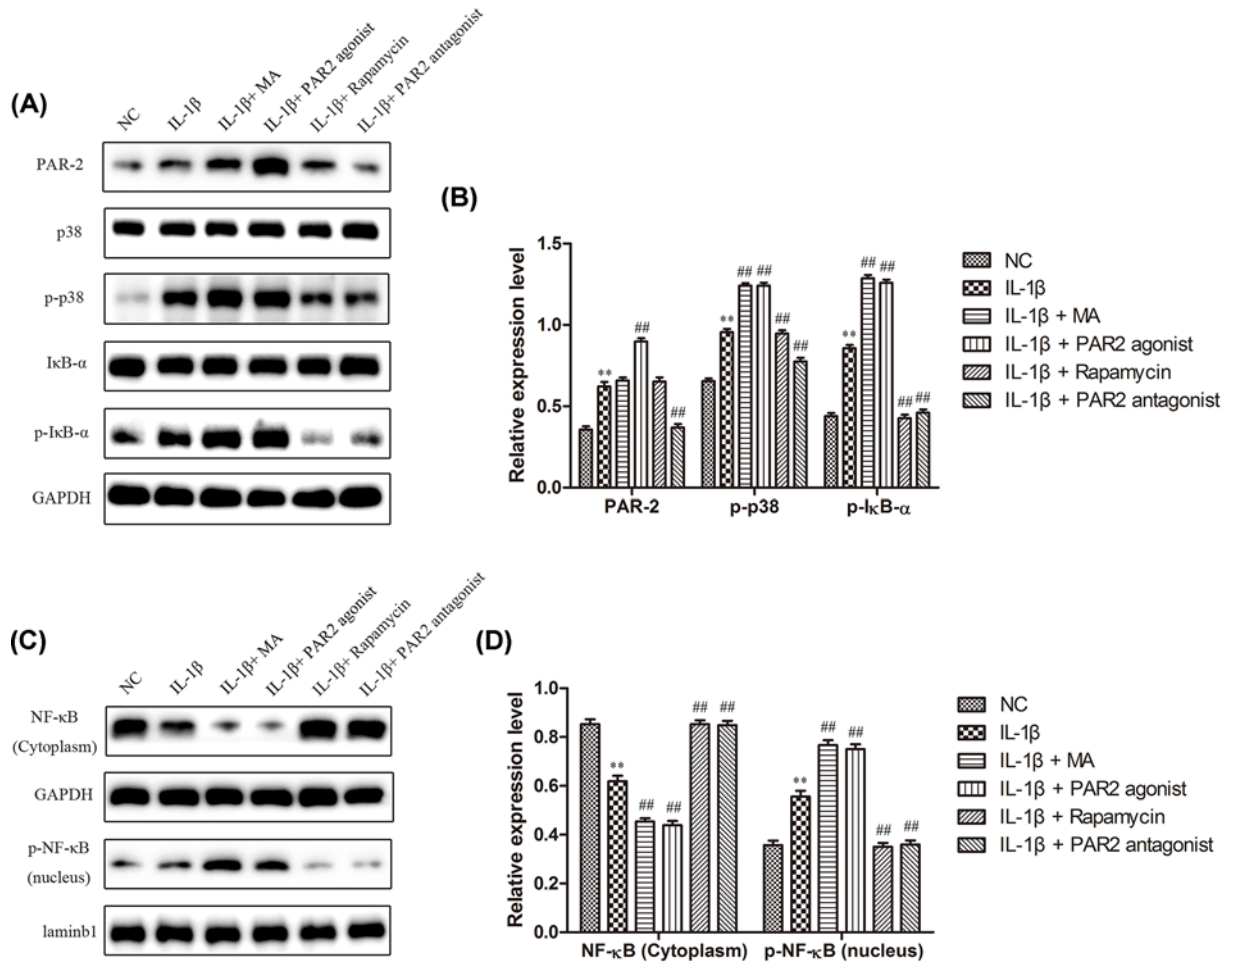 (A)
NC
IL-1β
IL-1β+ MA
IL-1β+ PAR2 agonist
IL-1β+ Rapamycin
IL-1β+ PAR2 antagonist
PAR-2
p38
p-p38
IκB-α
p-IκB-α
GAPDH
(B)
Relative expression level
1.5
1.0
0.5
0.0
**
##
##
**
##
##
##
##
**
##
##
##
##
PAR-2
p-p38
p-IκB-α
NC
IL-1β
IL-1β + MA
IL-1β + PAR2 agonist
IL-1β + Rapamycin
IL-1β + PAR2 antagonist
(C)
NC
IL-1β
IL-1β+ MA
IL-1β+ PAR2 agonist
IL-1β+ Rapamycin
IL-1β+ PAR2 antagonist
NF-κB
(Cytoplasm)
GAPDH
p-NF-κB
(nucleus)
laminb1
(D)
Relative expression level
1.0
0.8
0.6
0.4
0.2
0.0
**
##
##
##
##
**
##
##
##
##
NF-κB (Cytoplasm)
p-NF-κB (nucleus)
NC
IL-1β
IL-1β + MA
IL-1β + PAR2 agonist
IL-1β + Rapamycin
IL-1β + PAR2 antagonist